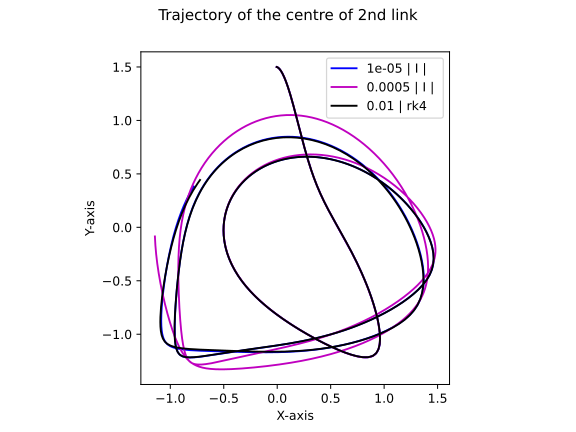 Trajectory of the centre of 2nd link
1e-05 | I |
0.0005 | I |
0.01 | rk4
1.5
1.0
0.5
0.0
−0.5
−1.0
Y-axis
−1.0 −0.5 0.0 0.5 1.0 1.5
X-axis